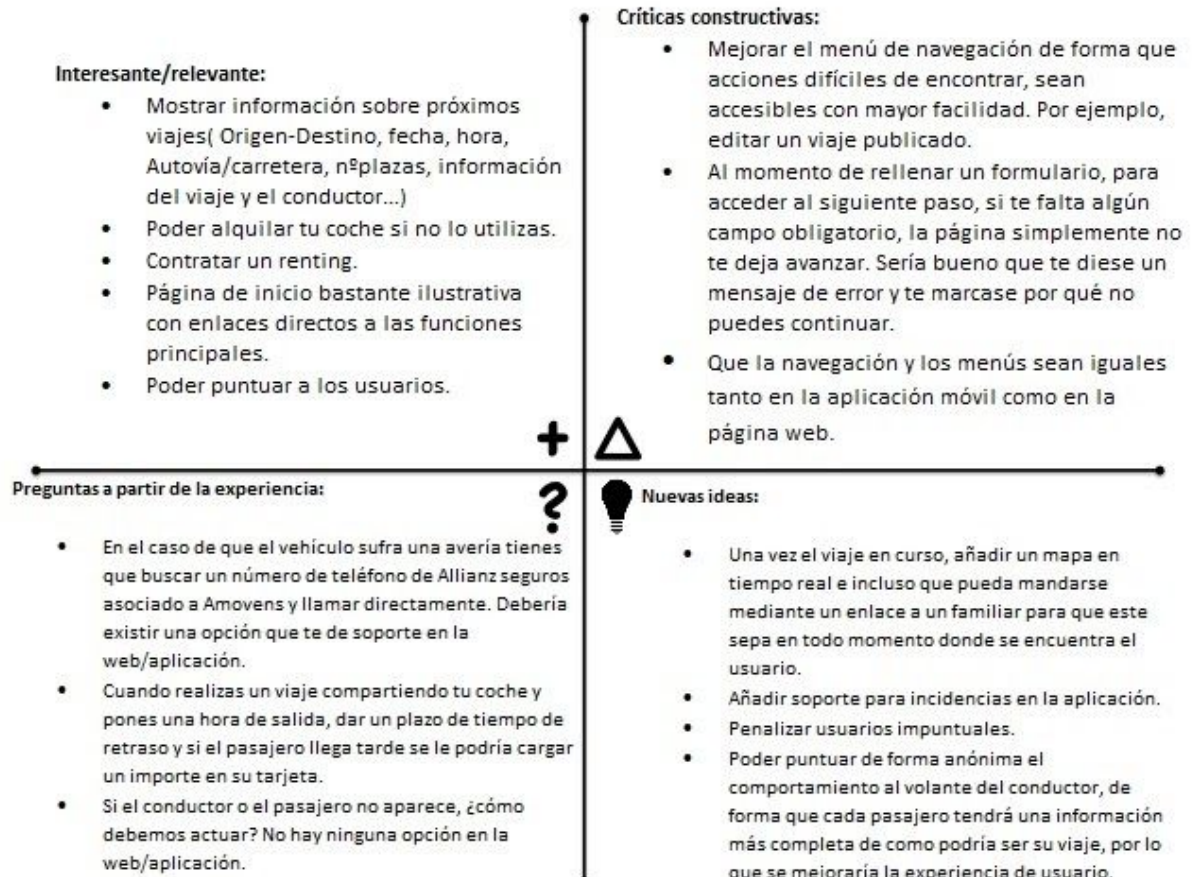 Interesante/relevante:
• Mostrar información sobre próximos
viajes( Origen-Destino, fecha, hora,
Autovía/carretera, nºplazas, información
del viaje y el conductor...)
• Poder alquilar tu coche si no lo utilizas.
• Contratar un renting.
• Página de inicio bastante ilustrativa
con enlaces directos a las funciones
principales.
• Poder puntuar a los usuarios.
Críticas constructivas:
• Mejorar el menú de navegación de forma que
acciones difíciles de encontrar, sean
accesibles con mayor facilidad. Por ejemplo,
editar un viaje publicado.
• Al momento de rellenar un formulario, para
acceder al siguiente paso, si te falta algún
campo obligatorio, la página simplemente no
te deja avanzar. Sería bueno que te diese un
mensaje de error y te marcase por qué no
puedes continuar.
• Que la navegación y los menús sean iguales
tanto en la aplicación móvil como en la
página web.
+
?
Preguntas a partir de la experiencia:
• En el caso de que el vehículo sufra una avería tienes
que buscar un número de teléfono de Allianz seguros
asociado a Amovens y llamar directamente. Debería
existir una opción que te de soporte en la
web/aplicación.
• Cuando realizas un viaje compartiendo tu coche y
pones una hora de salida, dar un plazo de tiempo de
retraso y si el pasajero llega tarde se le podría cargar
un importe en su tarjeta.
• Si el conductor o el pasajero no aparece, ¿cómo
debemos actuar? No hay ninguna opción en la
web/aplicación.
Nuevas ideas:
• Una vez el viaje en curso, añadir un mapa en
tiempo real e incluso que pueda mandarse
mediante un enlace a un familiar para que este
sepa en todo momento donde se encuentra el
usuario.
• Añadir soporte para incidencias en la aplicación.
• Penalizar usuarios impuntuales.
• Poder puntuar de forma anónima el
comportamiento al volante del conductor, de
forma que cada pasajero tendrá una información
más completa de como podría ser su viaje, por lo
que se mejoraría la experiencia de usuario.